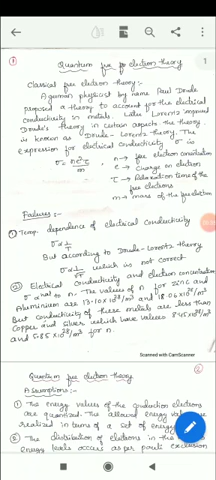 1
Quantum free electron theory
Classical free electron theory:-
A german physicist by name Paul Drude
proposed a theory to account for the electrical
conductivity in metals. Later Lorentz
Drude's theory in certain aspects the theory
is known as Drude - Lorentz theory. The
expression for electrical conductivity σ is
σ = ne²τ/m
n → free electron concentration
e → charge on electron
τ → Relaxation time of the
free electrons
m → mass of the free electron
Failures:-
① Temp. dependence of electrical conductivity
σ α 1/T
But according to Drude - Lorentz theory
σ α 1/√T which is not correct
② Electrical Conductivity and electron concentration
σ α to n. The values of n for zinc and
Aluminium are 13.10 x 10²⁸/m³ and 18.06 x 10²⁸/m³
But conductivity of these metals are less than
Copper and silver which have values 8.45 x 10²⁸/m³
and 5.85 x 10²⁸/m³ for n.
Scanned with CamScanner
Quantum free electron theory
Assumptions:-
① The energy values of the conduction electrons
are quantized. The allowed energy
realized in terms of a set of energy
② The distribution of electrons in the
energy levels occurs as per Pauli exclusion